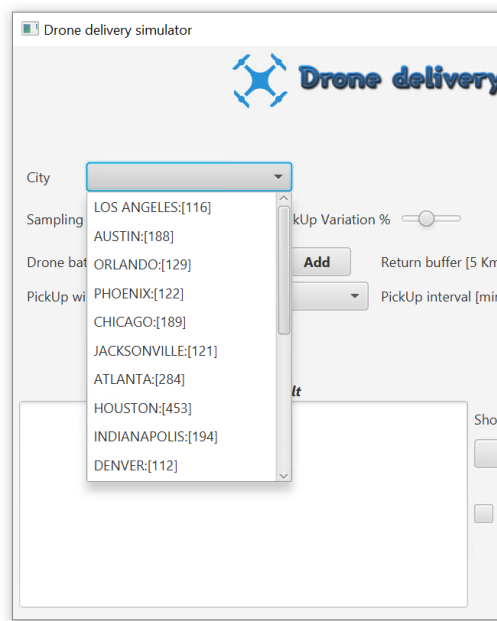 Drone delivery simulator
Drone delivery
City
LOS ANGELES:[116]
Sampling
kUp Variation %
AUSTIN:[188]
Drone bat
ORLANDO:[129]
Add
Return buffer [5 Km
PickUp wi
PHOENIX:[122]
PickUp interval [min
CHICAGO:[189]
JACKSONVILLE:[121]
ATLANTA:[284]
lt
HOUSTON:[453]
Sho
INDIANAPOLIS:[194]
DENVER:[112]